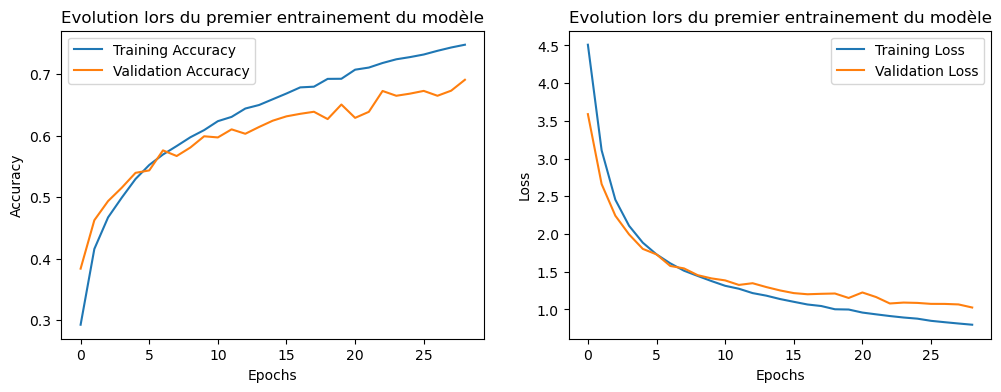 Evolution lors du premier entrainement du modèle
Training Accuracy
Validation Accuracy
0.7
0.6
0.5
0.4
0.3
Accuracy
0 5 10 15 20 25
Epochs
Evolution lors du premier entrainement du modèle
Training Loss
Validation Loss
4.5
4.0
3.5
3.0
2.5
2.0
1.5
1.0
Loss
0 5 10 15 20 25
Epochs